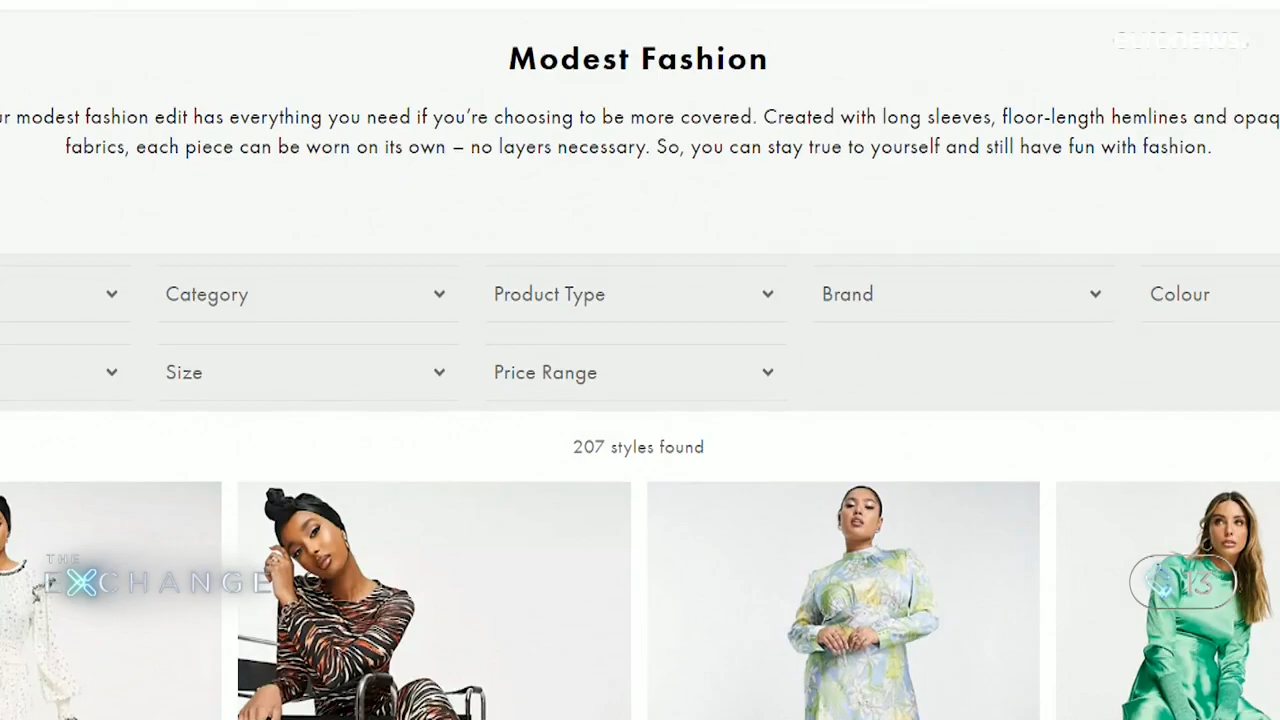 euronews.
Modest Fashion
ur modest fashion edit has everything you need if you’re choosing to be more covered. Created with long sleeves, floor-length hemlines and opaq
fabrics, each piece can be worn on its own – no layers necessary. So, you can stay true to yourself and still have fun with fashion.
Category Product Type Brand Colour
Size Price Range
207 styles found
THE
EXCHANGE
13